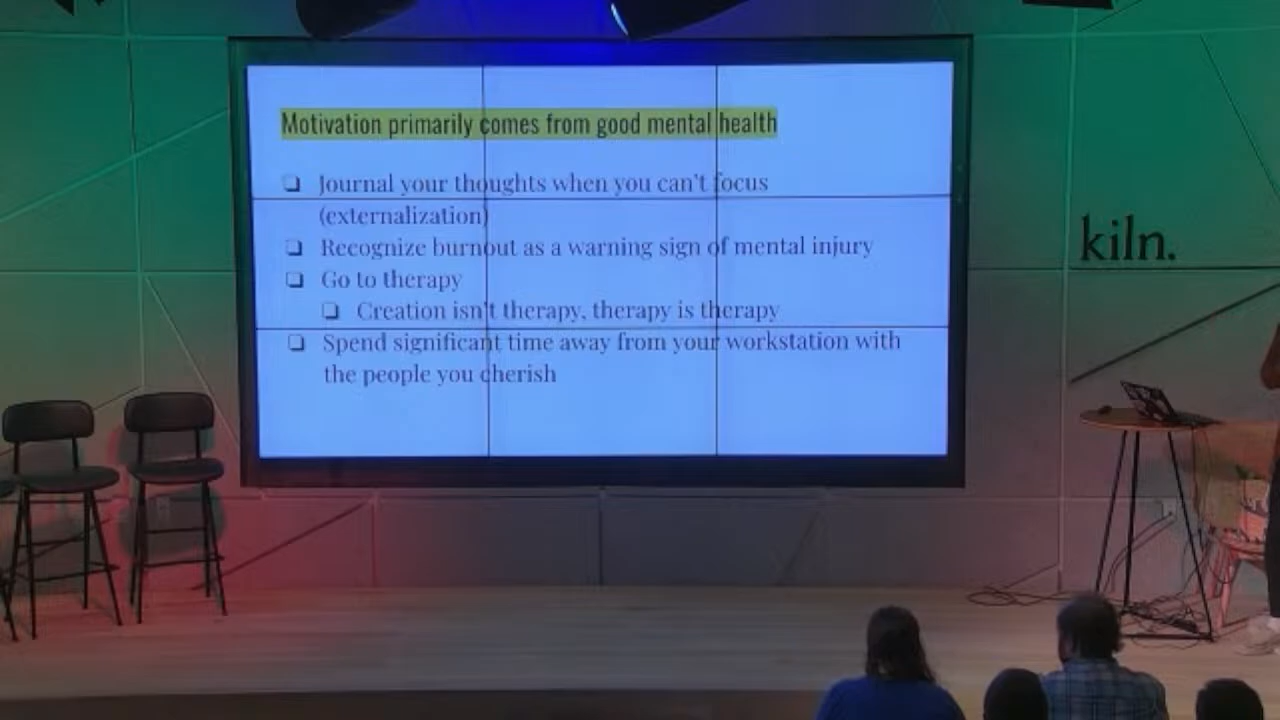 Motivation primarily comes from good mental health
❏ Journal your thoughts when you can't focus
(externalization)
❏ Recognize burnout as a warning sign of mental injury
❏ Go to therapy
❏ Creation isn't therapy, therapy is therapy
❏ Spend significant time away from your workstation with
the people you cherish
kiln.